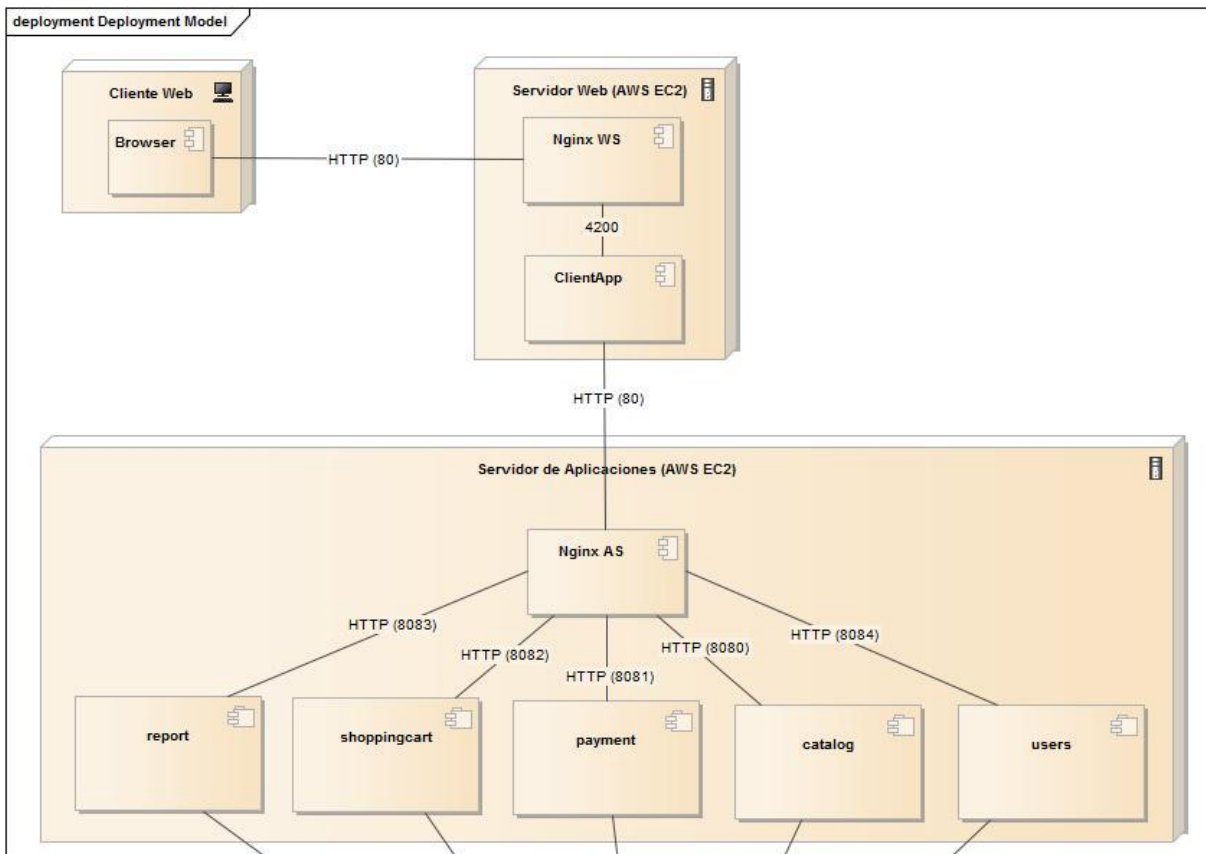 deployment Deployment Model
Cliente Web
Servidor Web (AWS EC2)
Browser
Nginx WS
HTTP (80)
4200
ClientApp
HTTP (80)
Servidor de Aplicaciones (AWS EC2)
Nginx AS
HTTP (8083)
HTTP (8082)
HTTP (8081)
HTTP (8080)
HTTP (8084)
report
shoppingcart
payment
catalog
users